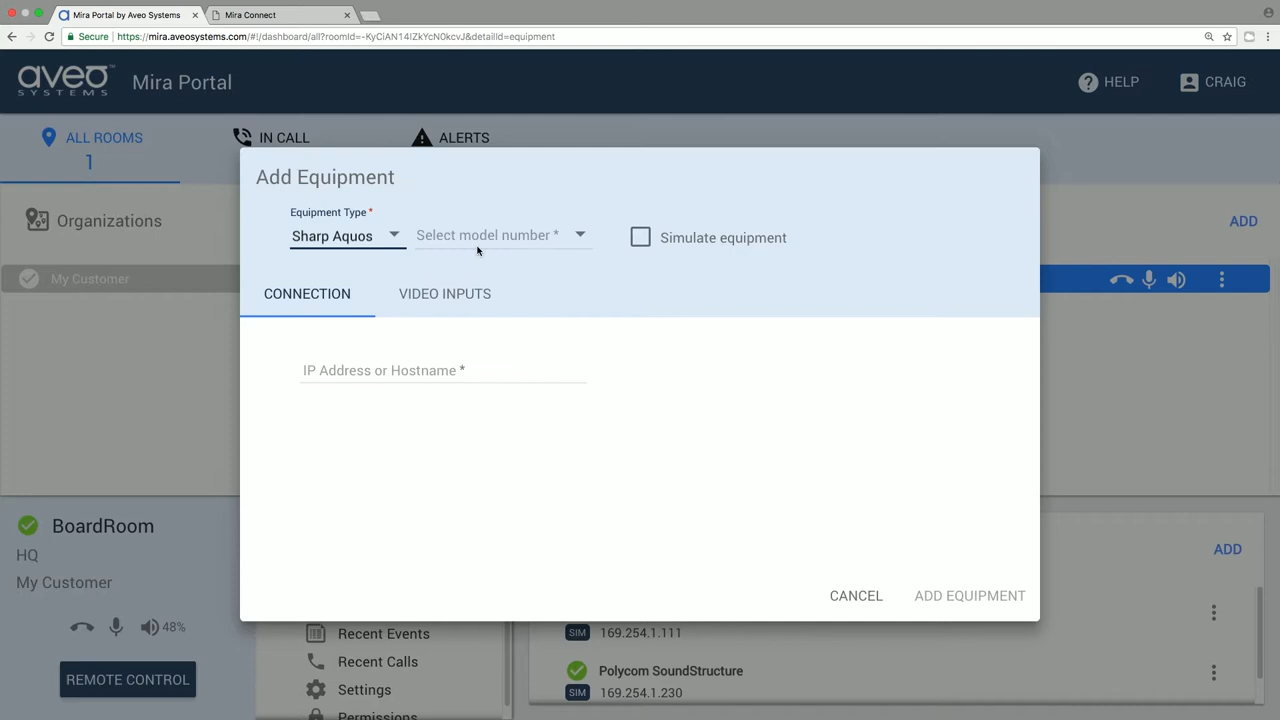 Mira Portal by Aveo Systems
Mira Connect
Secure
https://mira.aveosystems.com/#!/dashboard/all?roomId=-KyCiAN14IZkYcN0kcvJ&detailId=equipment
aveo
SYSTEMS
Mira Portal
HELP
CRAIG
ALL ROOMS
1
IN CALL
ALERTS
Organizations
ADD
My Customer
Add Equipment
Equipment Type *
Sharp Aquos
Select model number *
Simulate equipment
CONNECTION
VIDEO INPUTS
IP Address or Hostname *
CANCEL
ADD EQUIPMENT
BoardRoom
HQ
My Customer
48%
REMOTE CONTROL
Recent Events
Recent Calls
Settings
Permissions
ADD
SIM
169.254.1.111
Polycom SoundStructure
SIM
169.254.1.230